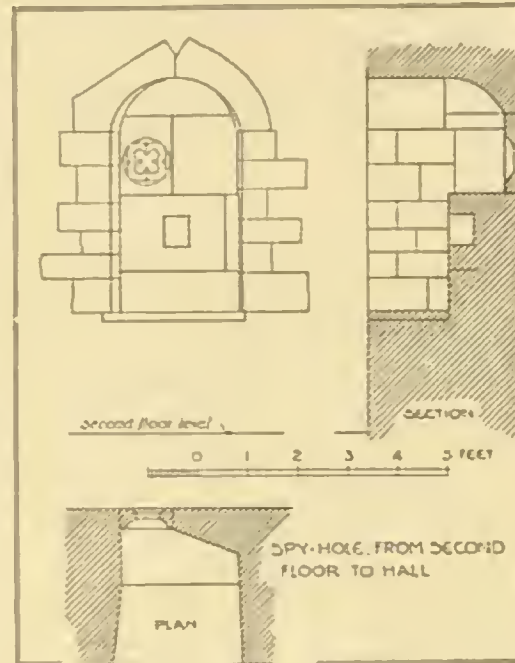 SECTION
Second floor level
0 1 2 3 4 5 FEET
SPY-HOLE, FROM SECOND
FLOOR TO HALL
PLAN